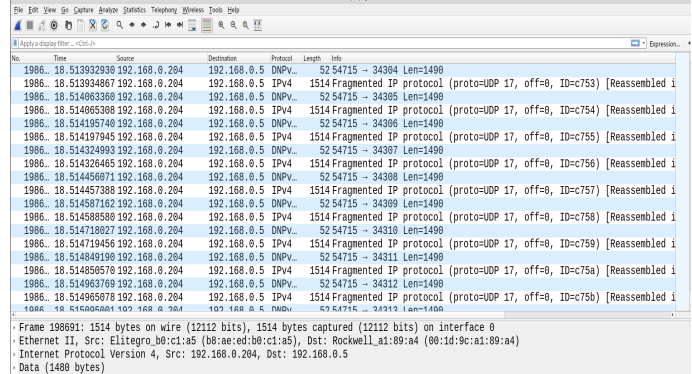 File Edit View Go Capture Analyze Statistics Telephony Wireless Tools Help
Apply a display filter ... <Ctrl-/> Expression... +
No. Time Source Destination Protocol Length Info
1986… 18.513932930 192.168.0.204 192.168.0.5 DNPv… 52 54715 → 34304 Len=1490
1986… 18.513934867 192.168.0.204 192.168.0.5 IPv4 1514 Fragmented IP protocol (proto=UDP 17, off=0, ID=c753) [Reassembled i
1986… 18.514063360 192.168.0.204 192.168.0.5 DNPv… 52 54715 → 34305 Len=1490
1986… 18.514065308 192.168.0.204 192.168.0.5 IPv4 1514 Fragmented IP protocol (proto=UDP 17, off=0, ID=c754) [Reassembled i
1986… 18.514195740 192.168.0.204 192.168.0.5 DNPv… 52 54715 → 34306 Len=1490
1986… 18.514197945 192.168.0.204 192.168.0.5 IPv4 1514 Fragmented IP protocol (proto=UDP 17, off=0, ID=c755) [Reassembled i
1986… 18.514324993 192.168.0.204 192.168.0.5 DNPv… 52 54715 → 34307 Len=1490
1986… 18.514326465 192.168.0.204 192.168.0.5 IPv4 1514 Fragmented IP protocol (proto=UDP 17, off=0, ID=c756) [Reassembled i
1986… 18.514456071 192.168.0.204 192.168.0.5 DNPv… 52 54715 → 34308 Len=1490
1986… 18.514457388 192.168.0.204 192.168.0.5 IPv4 1514 Fragmented IP protocol (proto=UDP 17, off=0, ID=c757) [Reassembled i
1986… 18.514587162 192.168.0.204 192.168.0.5 DNPv… 52 54715 → 34309 Len=1490
1986… 18.514588580 192.168.0.204 192.168.0.5 IPv4 1514 Fragmented IP protocol (proto=UDP 17, off=0, ID=c758) [Reassembled i
1986… 18.514718027 192.168.0.204 192.168.0.5 DNPv… 52 54715 → 34310 Len=1490
1986… 18.514719456 192.168.0.204 192.168.0.5 IPv4 1514 Fragmented IP protocol (proto=UDP 17, off=0, ID=c759) [Reassembled i
1986… 18.514849190 192.168.0.204 192.168.0.5 DNPv… 52 54715 → 34311 Len=1490
1986… 18.514850570 192.168.0.204 192.168.0.5 IPv4 1514 Fragmented IP protocol (proto=UDP 17, off=0, ID=c75a) [Reassembled i
1986… 18.514963769 192.168.0.204 192.168.0.5 DNPv… 52 54715 → 34312 Len=1490
1986… 18.514965078 192.168.0.204 192.168.0.5 IPv4 1514 Fragmented IP protocol (proto=UDP 17, off=0, ID=c75b) [Reassembled i
1986… 18.515095001 192.168.0.204 192.168.0.5 DNPv… 52 54715 → 34313 Len=1490
Frame 198691: 1514 bytes on wire (12112 bits), 1514 bytes captured (12112 bits) on interface 0
Ethernet II, Src: Elitegro_b0:c1:a5 (b8:ae:ed:b0:c1:a5), Dst: Rockwell_a1:89:a4 (00:1d:9c:a1:89:a4)
Internet Protocol Version 4, Src: 192.168.0.204, Dst: 192.168.0.5
Data (1480 bytes)